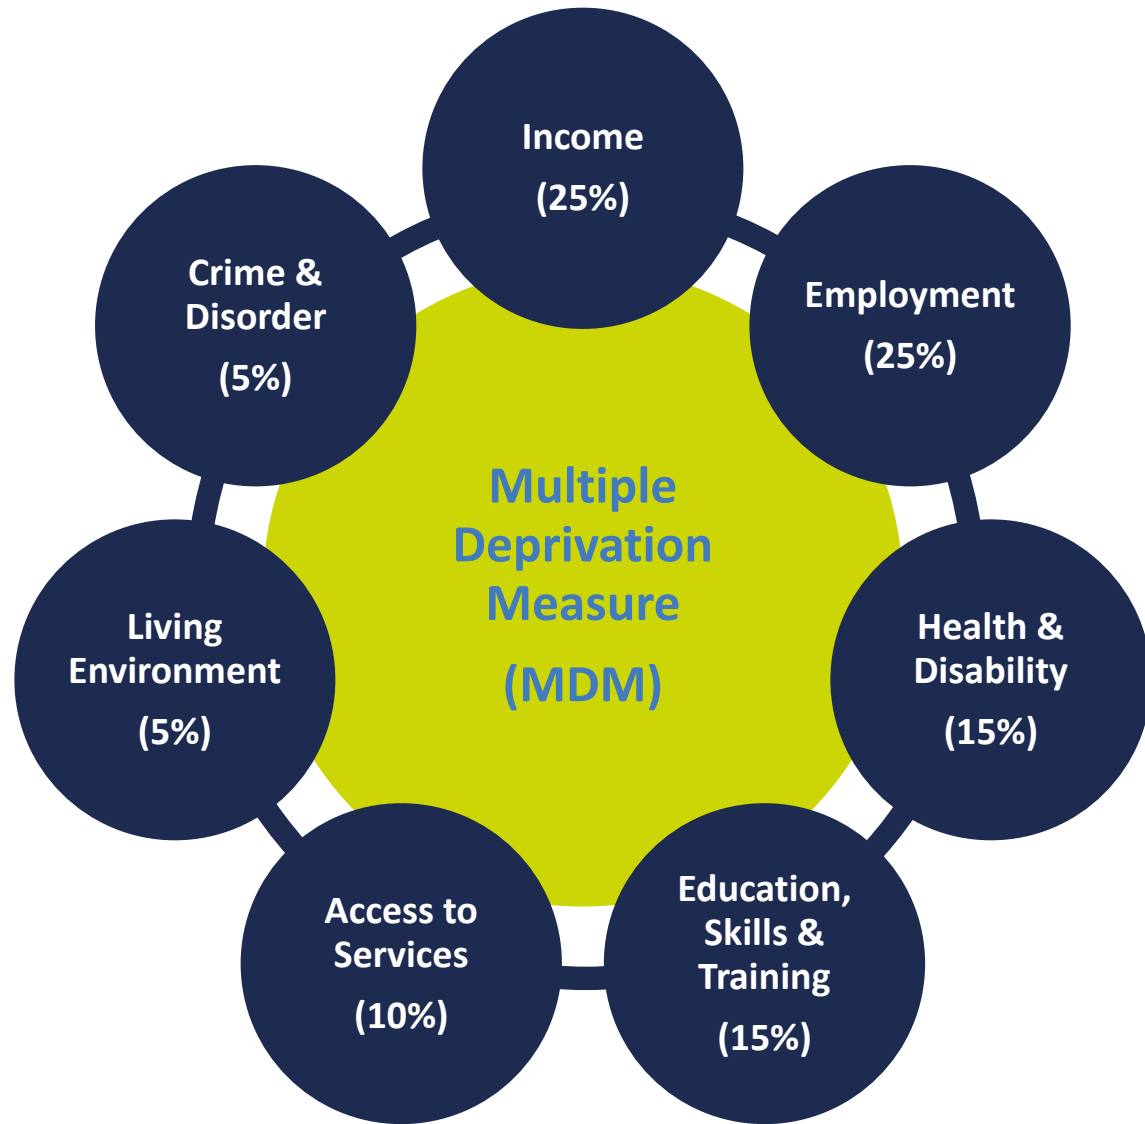 Income
(25%)
Employment
(25%)
Health &
Disability
(15%)
Education,
Skills &
Training
(15%)
Access to
Services
(10%)
Living
Environment
(5%)
Crime &
Disorder
(5%)
Multiple
Deprivation
Measure
(MDM)